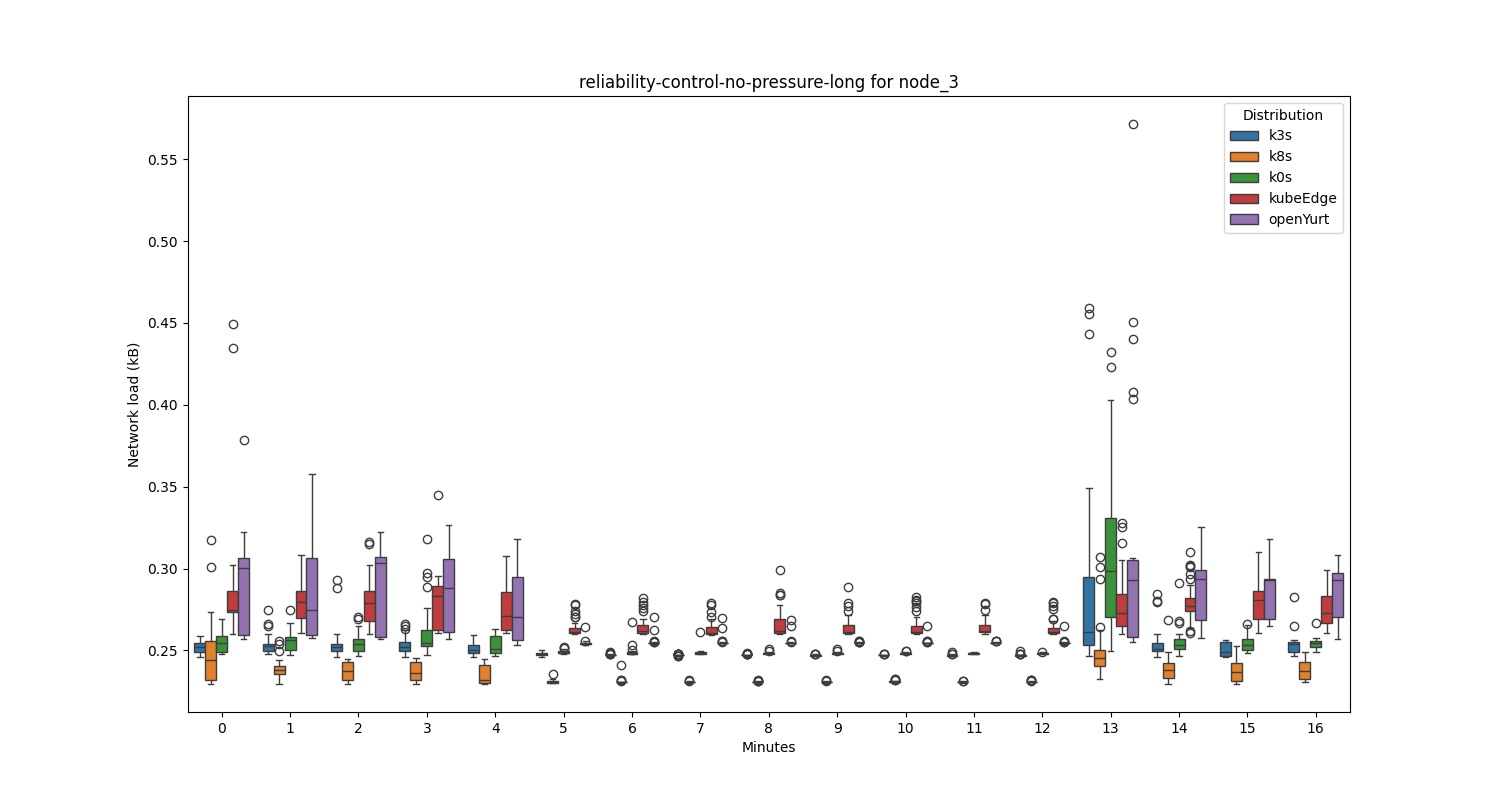 reliability-control-no-pressure-long for node_3
Distribution
k3s
k8s
k0s
kubeEdge
openYurt
Network load (kB)
0.55
0.50
0.45
0.40
0.35
0.30
0.25
0 1 2 3 4 5 6 7 8 9 10 11 12 13 14 15 16
Minutes